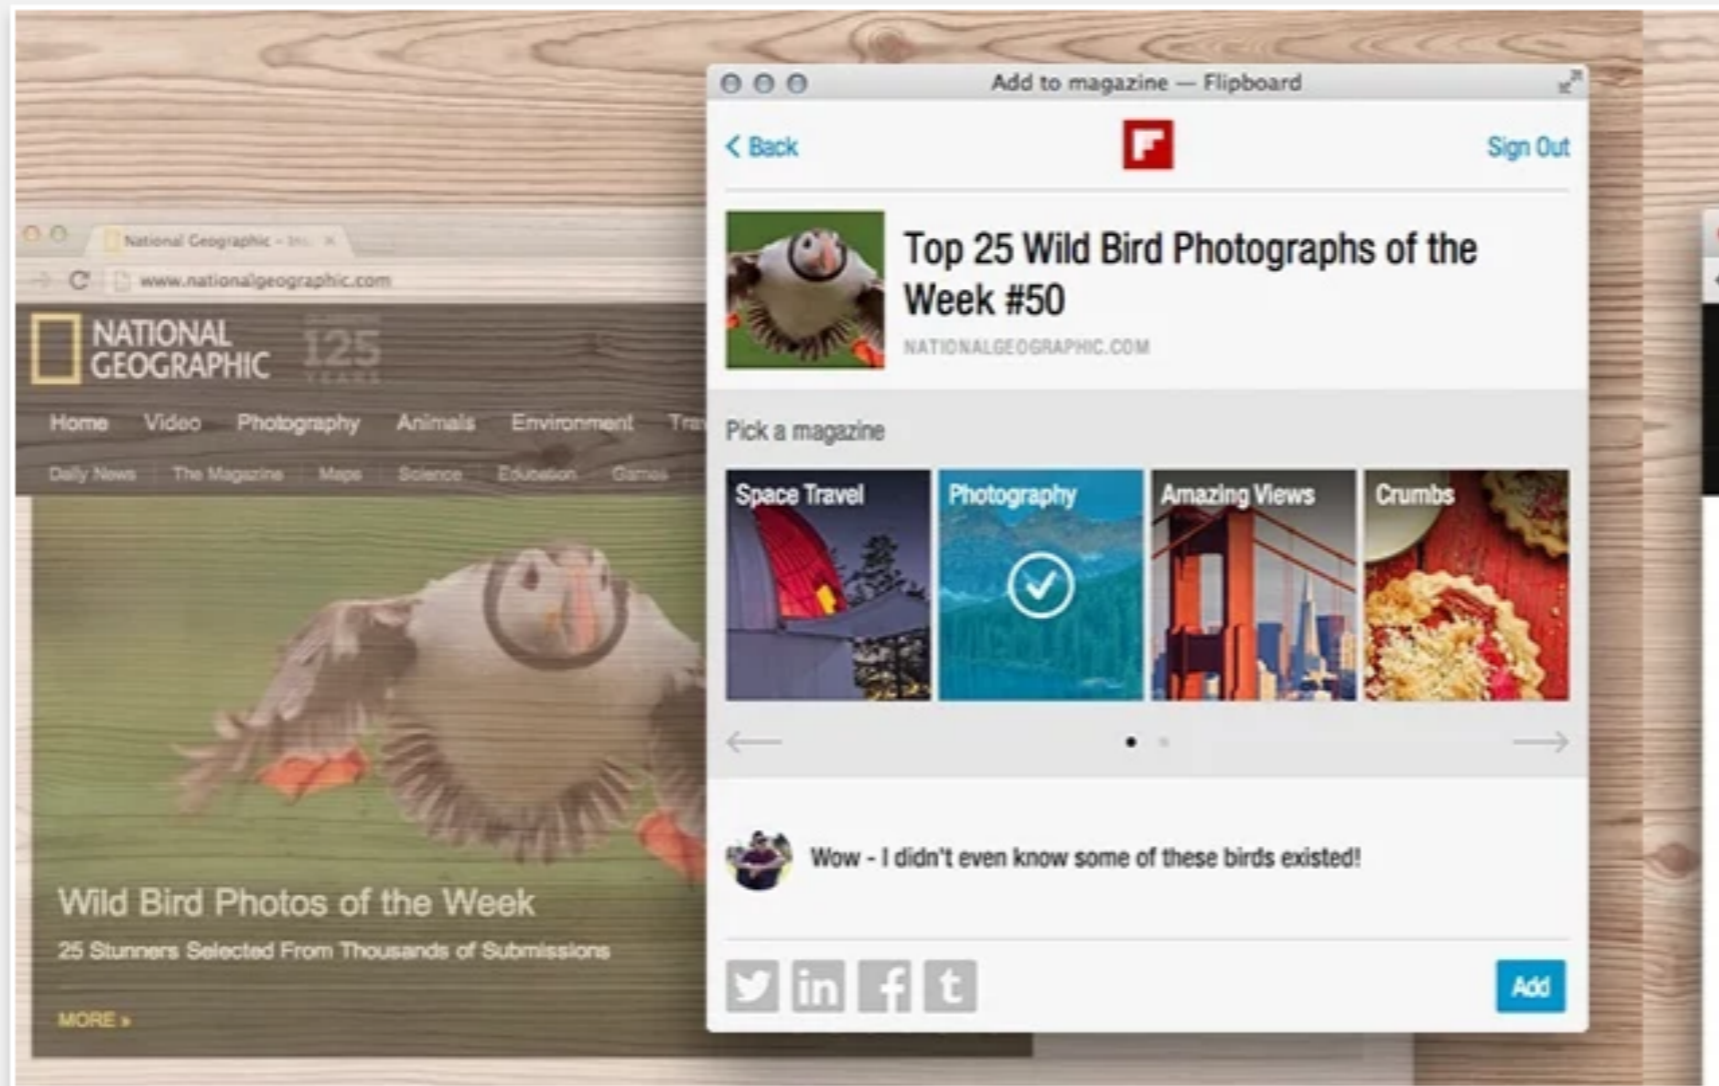 Add to magazine — Flipboard
Back
Sign Out
Top 25 Wild Bird Photographs of the
Week #50
NATIONALGEOGRAPHIC.COM
Pick a magazine
Space Travel
Photography
Amazing Views
Crumbs
Wow - I didn't even know some of these birds existed!
Add
National Geographic –
www.nationalgeographic.com
NATIONAL
GEOGRAPHIC
125
YEARS
Home Video Photography Animals Environment
Daily News The Magazine Maps Science Education Games
Wild Bird Photos of the Week
25 Stunners Selected From Thousands of Submissions
MORE »